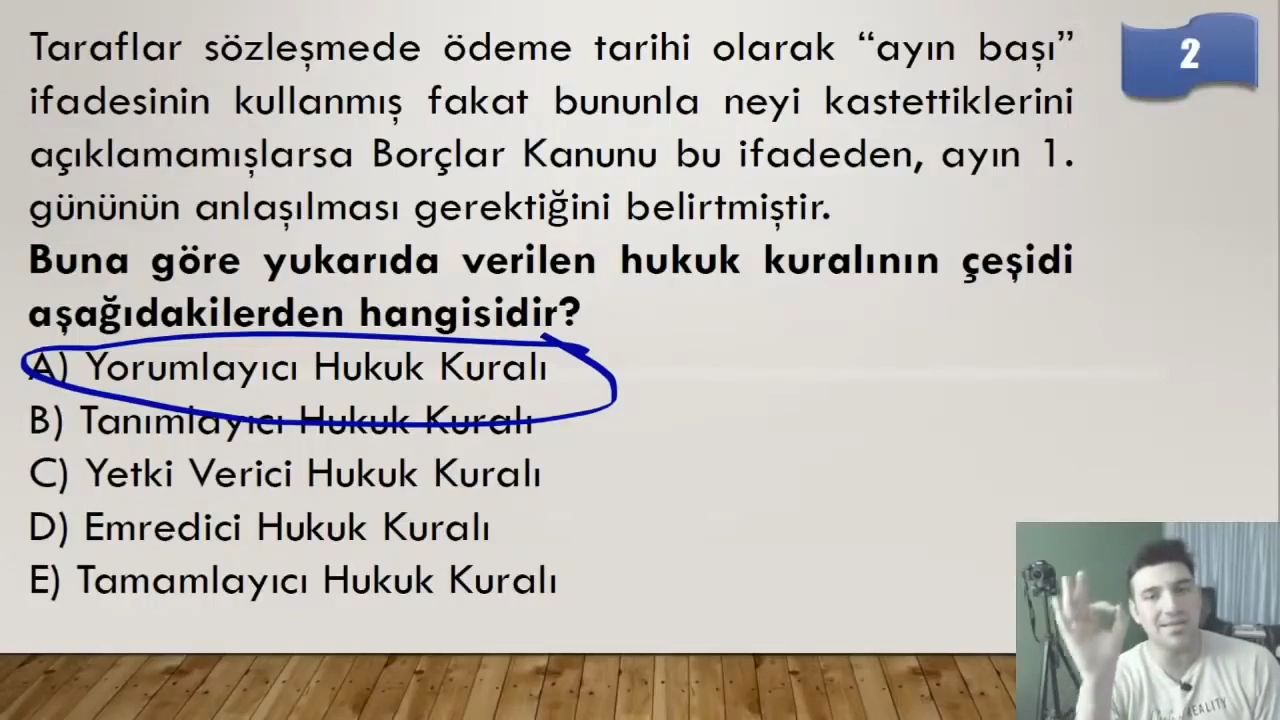 Taraflar sözleşmede ödeme tarihi olarak “ayın başı”
ifadesinin kullanmış fakat bununla neyi kastettiklerini
açıklamamışlarsa Borçlar Kanunu bu ifadeden, ayın 1.
gününün anlaşılması gerektiğini belirtmiştir.
Buna göre yukarıda verilen hukuk kuralının çeşidi
aşağıdakilerden hangisidir?
A) Yorumlayıcı Hukuk Kuralı
B) Tanımlayıcı Hukuk Kuralı
C) Yetki Verici Hukuk Kuralı
D) Emredici Hukuk Kuralı
E) Tamamlayıcı Hukuk Kuralı
2